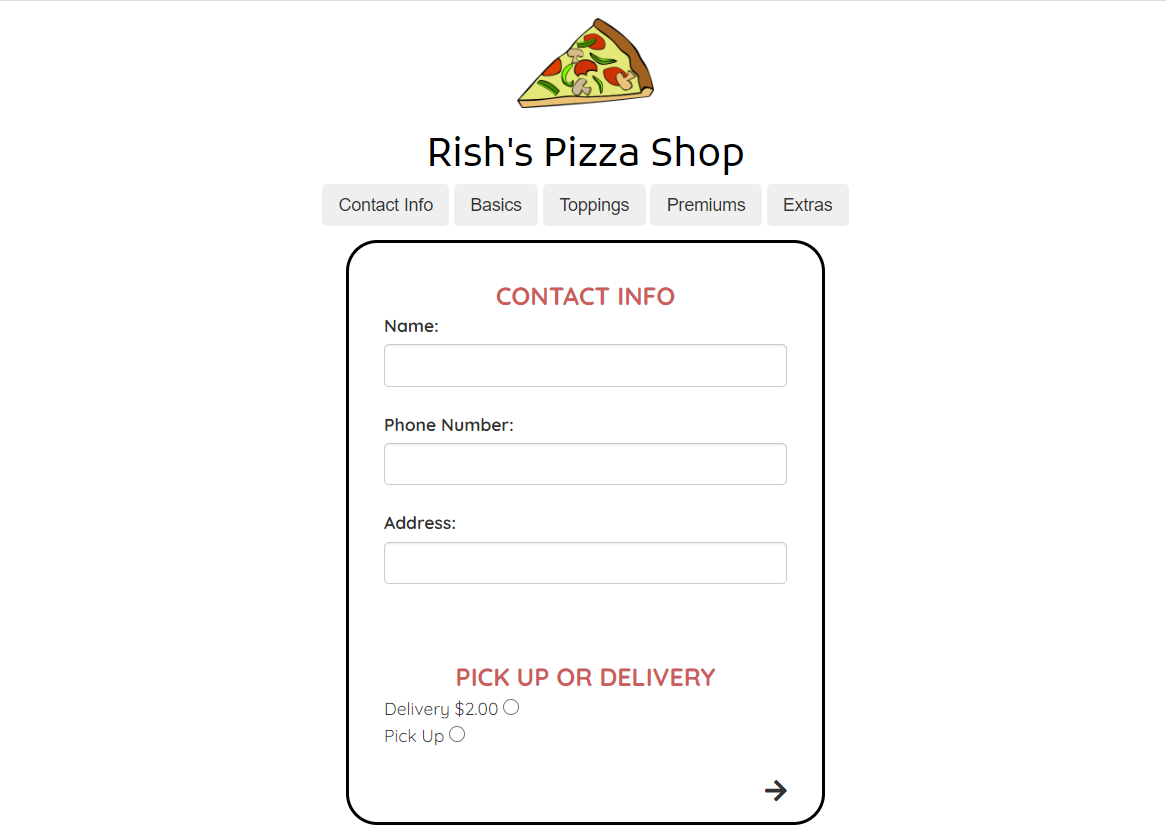 Rish's Pizza Shop
Contact Info Basics Toppings Premiums Extras
CONTACT INFO
Name:
Phone Number:
Address:
PICK UP OR DELIVERY
Delivery $2.00
Pick Up